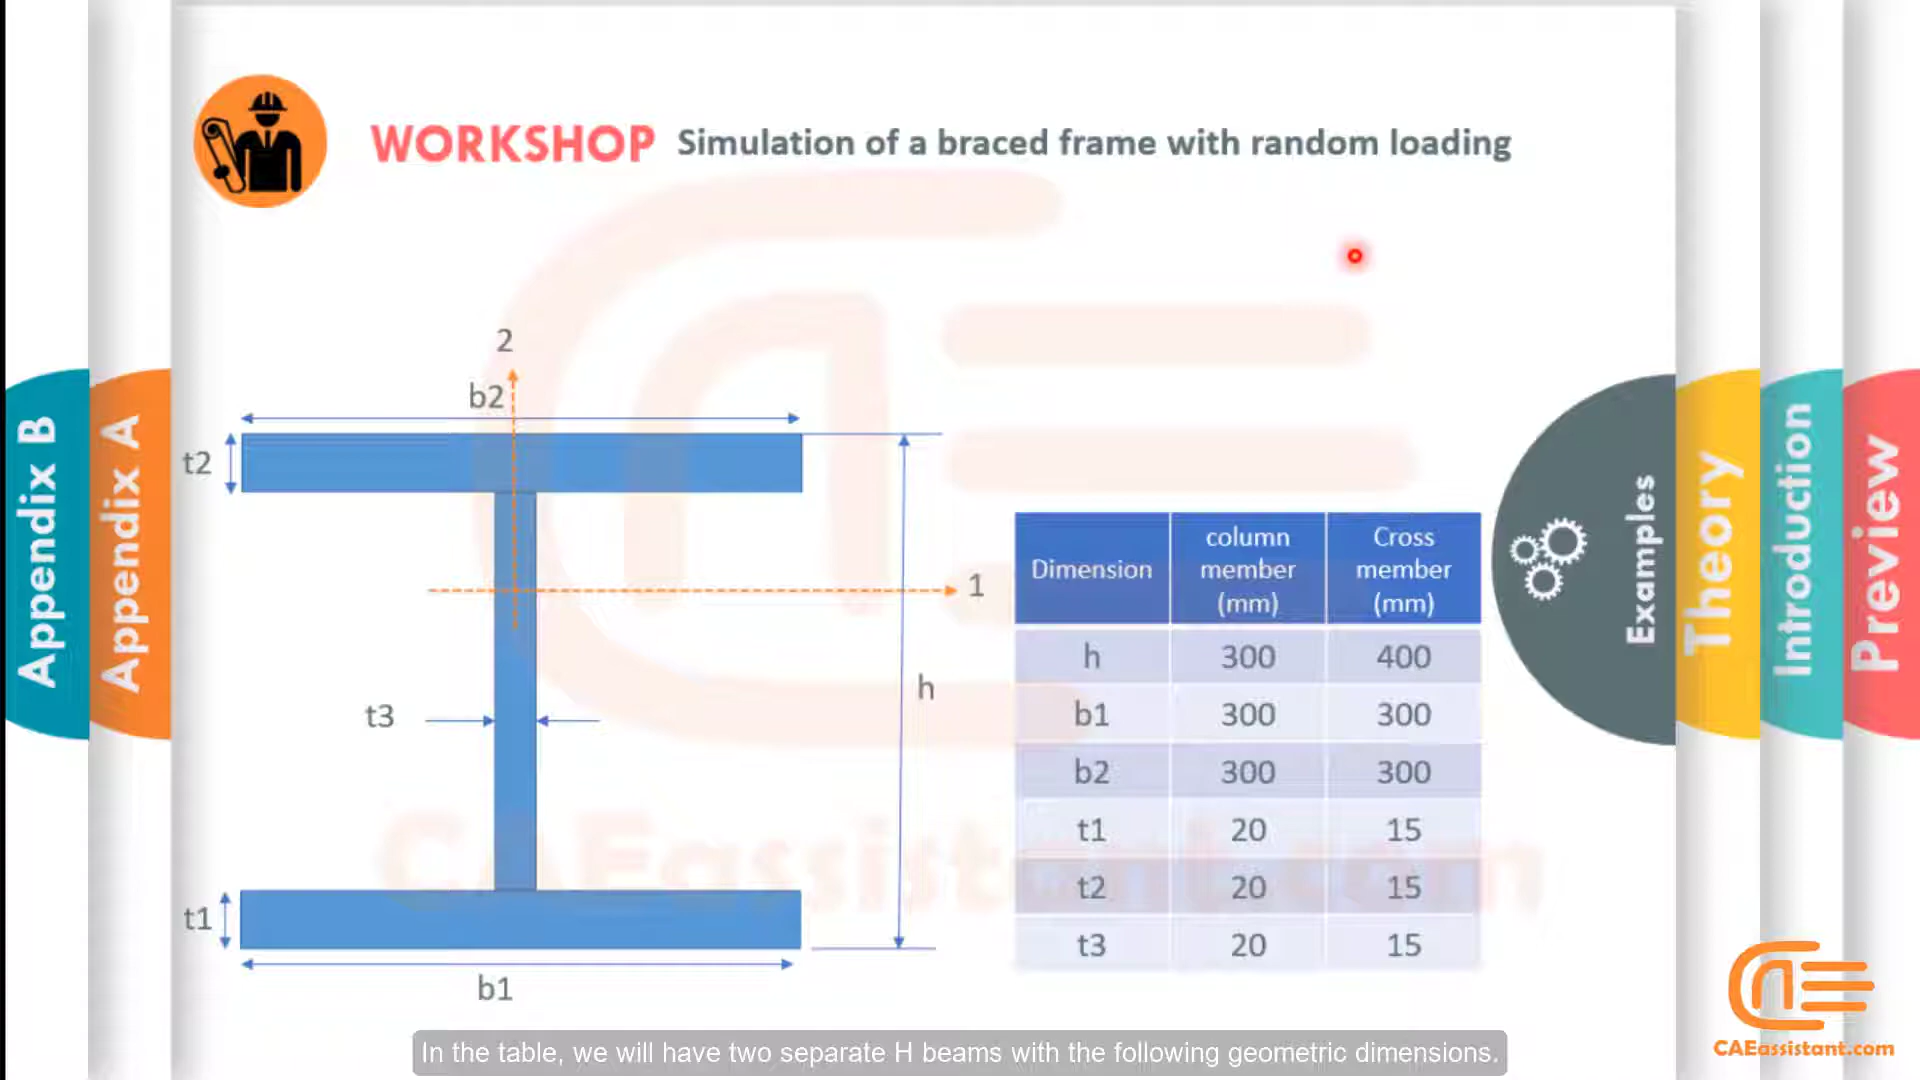 WORKSHOP Simulation of a braced frame with random loading
2
b2
t2
1
h
t3
t1
b1
Dimension column member (mm) Cross member (mm)
h 300 400
b1 300 300
b2 300 300
t1 20 15
t2 20 15
t3 20 15
Appendix B
Appendix A
Examples
Theory
Introduction
Preview
CAEassistant.com
CAEassistant.com
In the table, we will have two separate H beams with the following geometric dimensions.